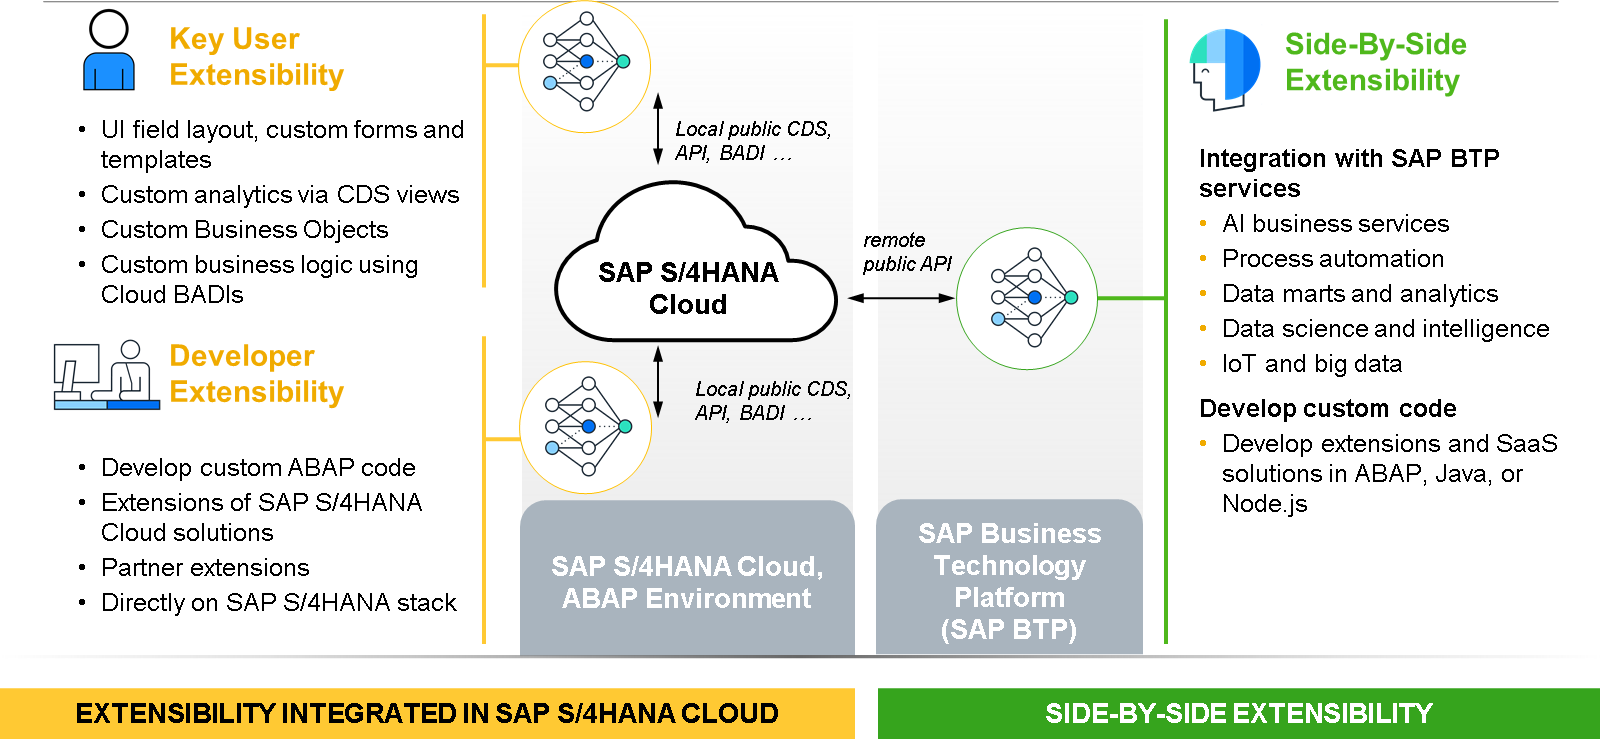 Key User
Extensibility
• UI field layout, custom forms and
templates
• Custom analytics via CDS views
• Custom Business Objects
• Custom business logic using
Cloud BADIs
Developer
Extensibility
• Develop custom ABAP code
• Extensions of SAP S/4HANA
Cloud solutions
• Partner extensions
• Directly on SAP S/4HANA stack
Local public CDS,
API, BADI ...
SAP S/4HANA
Cloud
Local public CDS,
API, BADI ...
remote
public API
SAP S/4HANA Cloud,
ABAP Environment
SAP Business
Technology
Platform
(SAP BTP)
Side-By-Side
Extensibility
Integration with SAP BTP
services
• AI business services
• Process automation
• Data marts and analytics
• Data science and intelligence
• IoT and big data
Develop custom code
• Develop extensions and SaaS
solutions in ABAP, Java, or
Node.js
EXTENSIBILITY INTEGRATED IN SAP S/4HANA CLOUD
SIDE-BY-SIDE EXTENSIBILITY